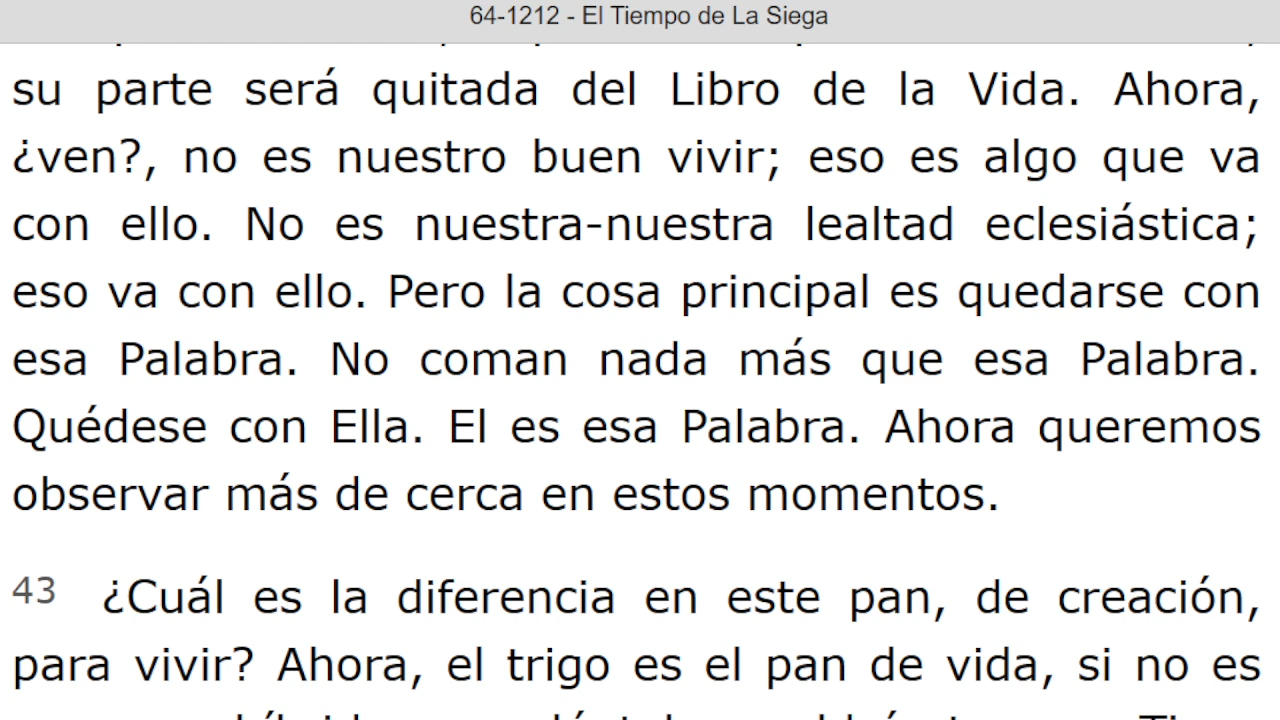 64-1212 - El Tiempo de La Siega
su parte será quitada del Libro de la Vida. Ahora,
¿ven?, no es nuestro buen vivir; eso es algo que va
con ello. No es nuestra-nuestra lealtad eclesiástica;
eso va con ello. Pero la cosa principal es quedarse con
esa Palabra. No coman nada más que esa Palabra.
Quédese con Ella. El es esa Palabra. Ahora queremos
observar más de cerca en estos momentos.
43 ¿Cuál es la diferencia en este pan, de creación,
para vivir? Ahora, el trigo es el pan de vida, si no es